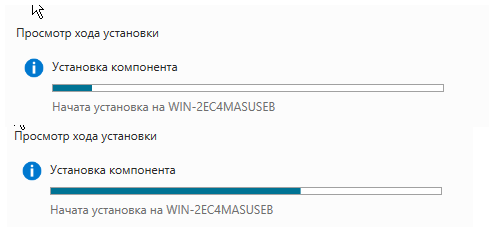 Просмотр хода установки
Установка компонента
Начата установка на WIN-2EC4MASUSEB
Просмотр хода установки
Установка компонента
Начата установка на WIN-2EC4MASUSEB